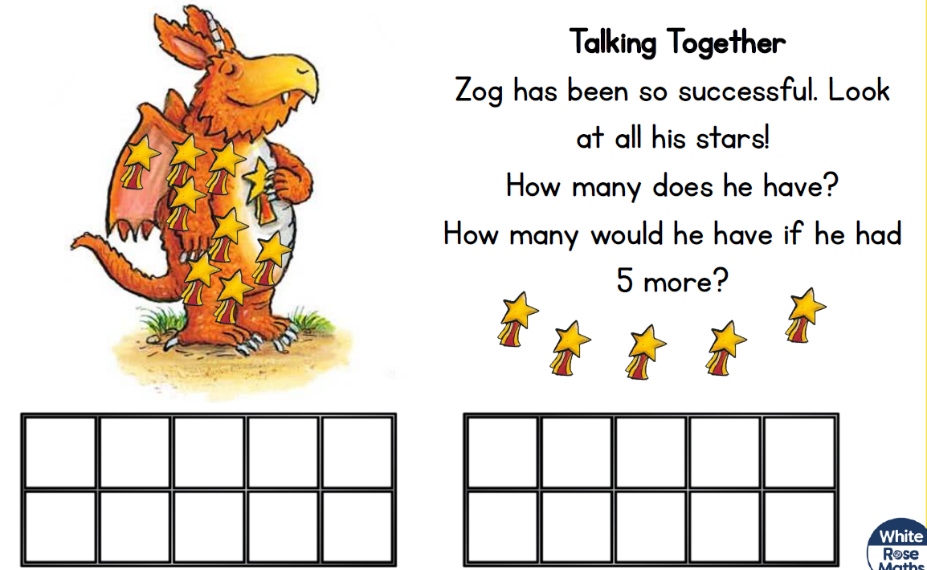 Talking Together
Zog has been so successful. Look
at all his stars!
How many does he have?
How many would he have if he had
5 more?
White
Rose
Maths